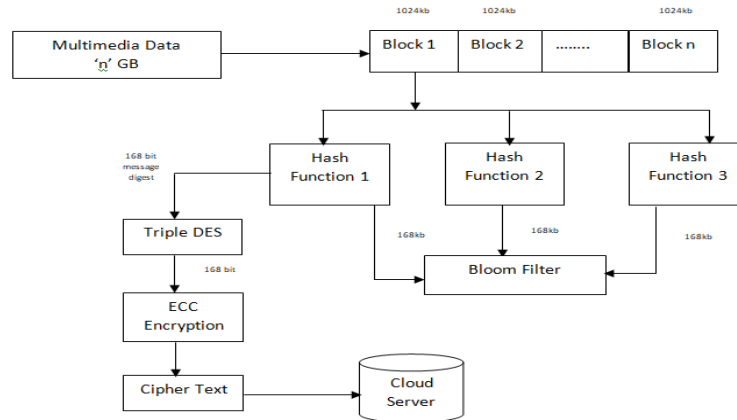 1024kb 1024kb 1024kb
Multimedia Data
'n' GB
Block 1 Block 2 ........ Block n
168 bit
message
digest
Hash
Function 1
Hash
Function 2
Hash
Function 3
Triple DES
168kb 168kb 168kb
Bloom Filter
168 bit
ECC
Encryption
Cipher Text
Cloud
Server